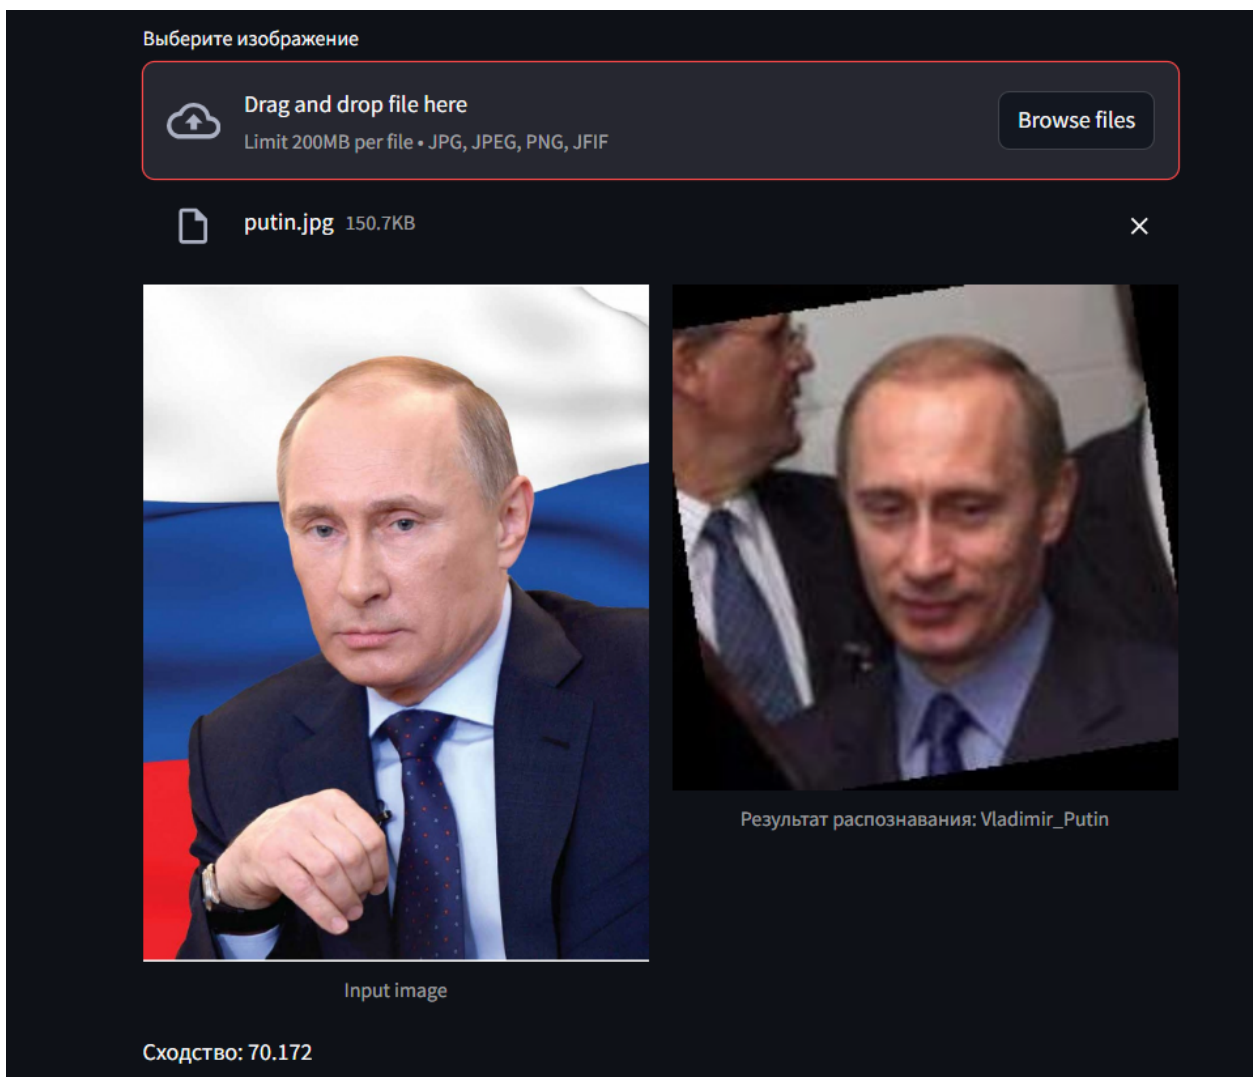 Выберите изображение
Drag and drop file here
Limit 200MB per file • JPG, JPEG, PNG, JFIF
Browse files
putin.jpg 150.7KB
Результат распознавания: Vladimir_Putin
Input image
Сходство: 70.172